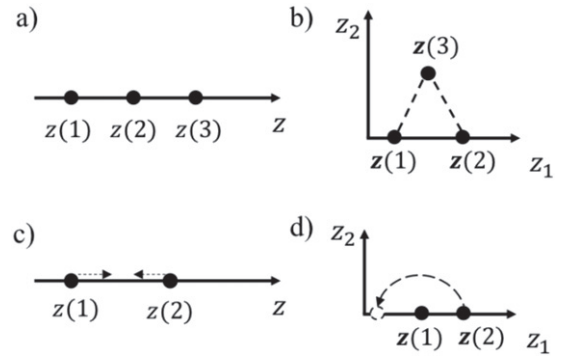 a)
z(1) z(2) z(3) z
b)
z₂
z(3)
z(1) z(2) z₁
c)
z(1) z(2) z
d)
z₂
z(1) z(2) z₁